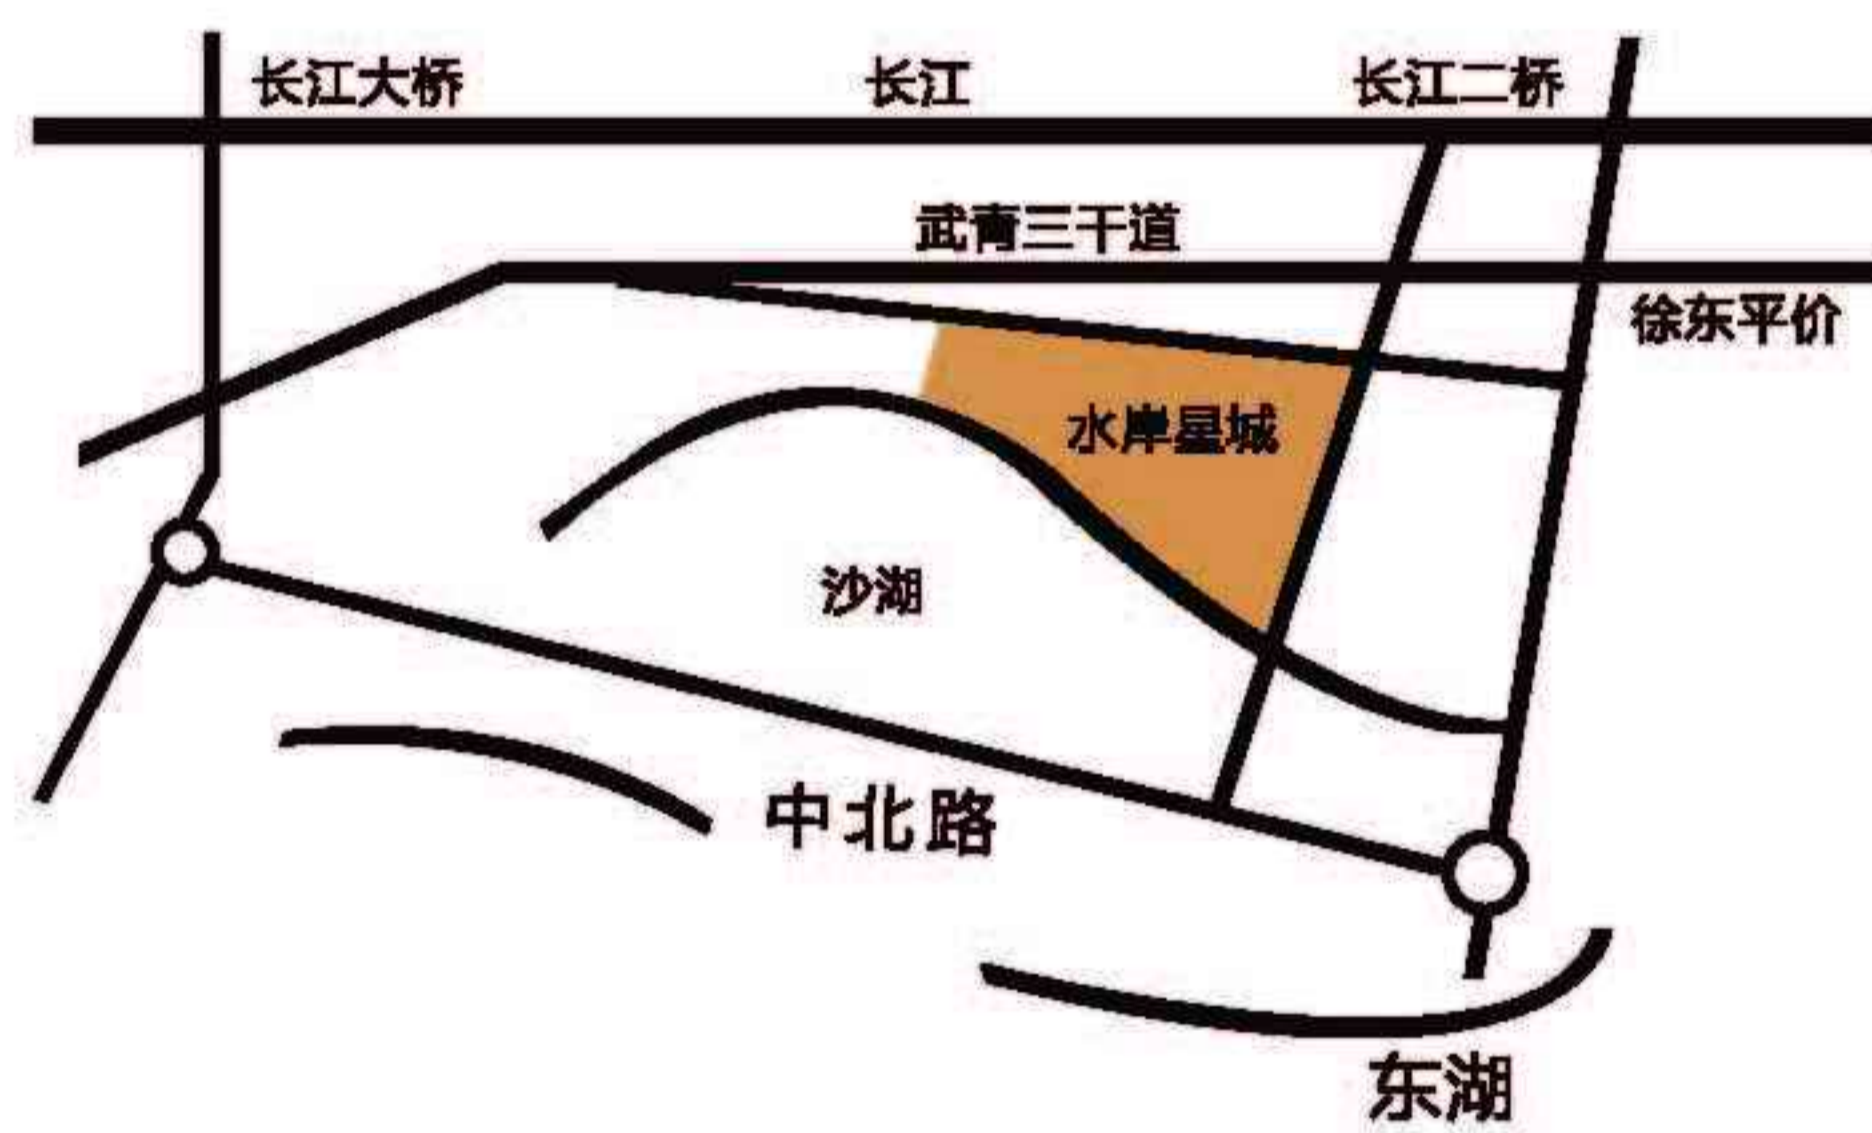 长江大桥
长江
长江二桥
武青三干道
徐东平价
水岸星城
沙湖
中北路
东湖